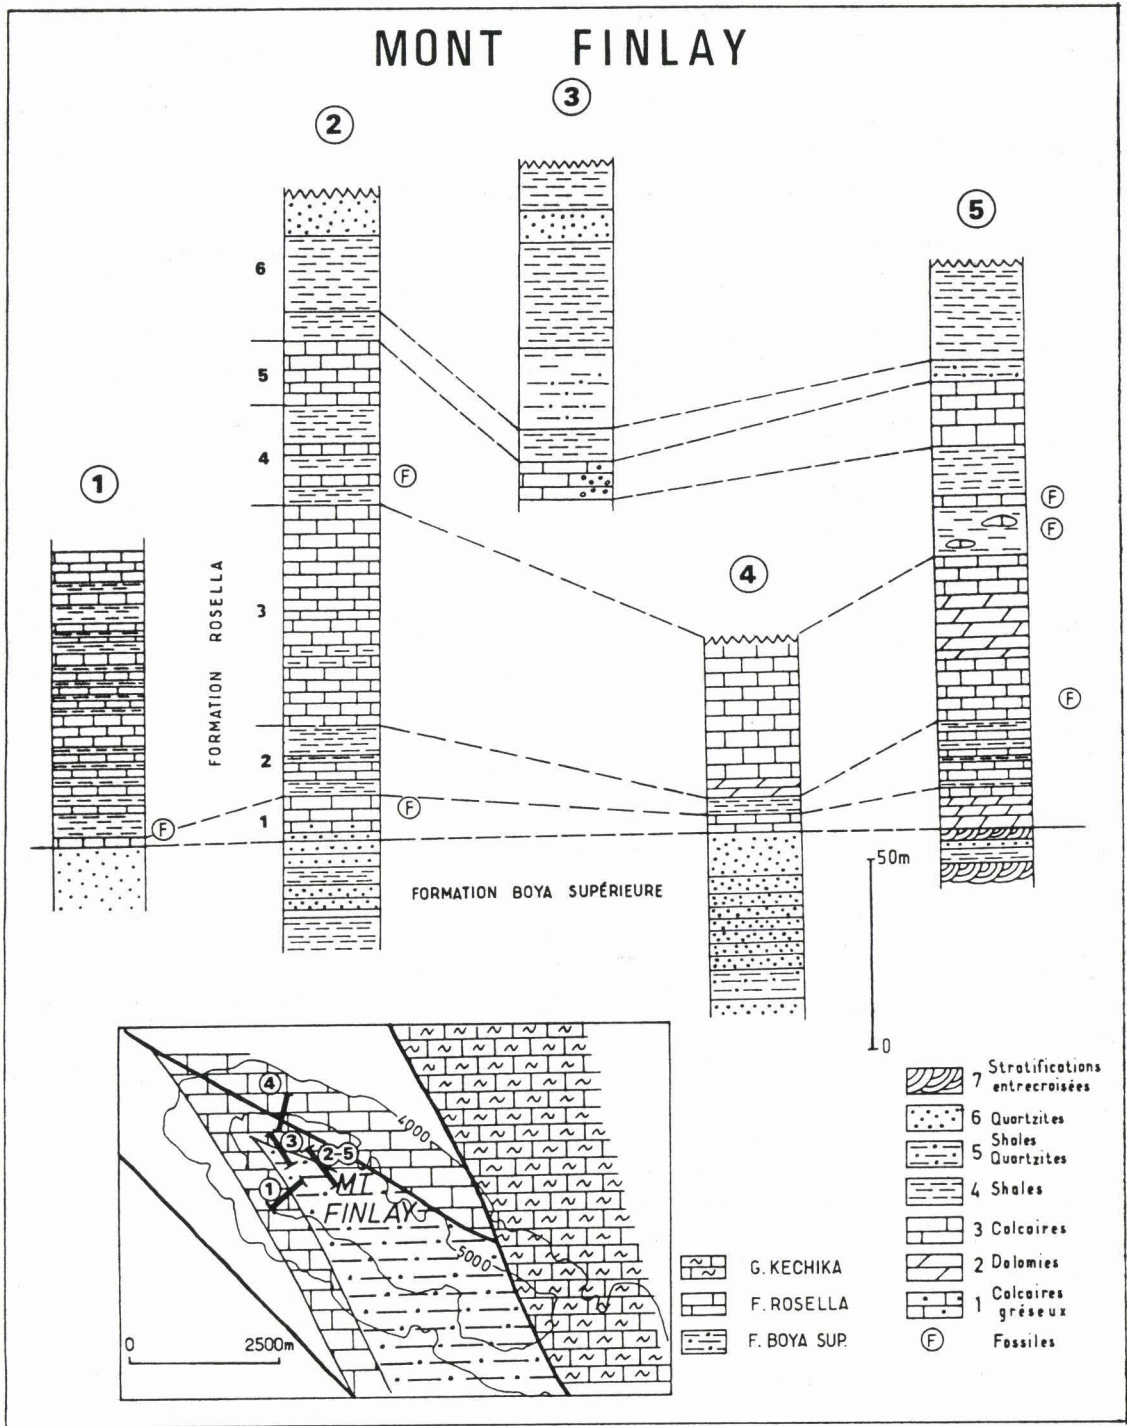 MONT FINLAY
3
2
5
6
5
4
F
1
F
F
4
3
FORMATION ROSELLA
F
2
F
F
1
50m
FORMATION BOYA SUPÉRIEURE
0
4
4000
3
2-5
1
MT
FINLAY
5000
0 2500m
G. KECHIKA
F. ROSELLA
F. BOYA SUP.
7 Stratifications
entrecroisées
6 Quartzites
5 Shales
Quartzites
4 Shales
3 Calcaires
2 Dolomies
1 Calcaires
gréseux
F Fossiles